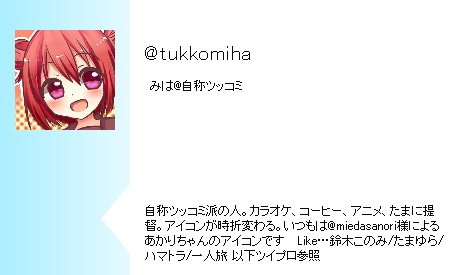 @tukkomiha
みは@自称ツッコミ
自称ツッコミ派の人。カラオケ、コーヒー、アニメ、たまに提
督。アイコンが時折変わる。いつもは@miedasanori様による
あかりちゃんのアイコンです　Like…鈴木このみ/たまゆら/
ハマトラ/一人旅 以下ツイプロ参照